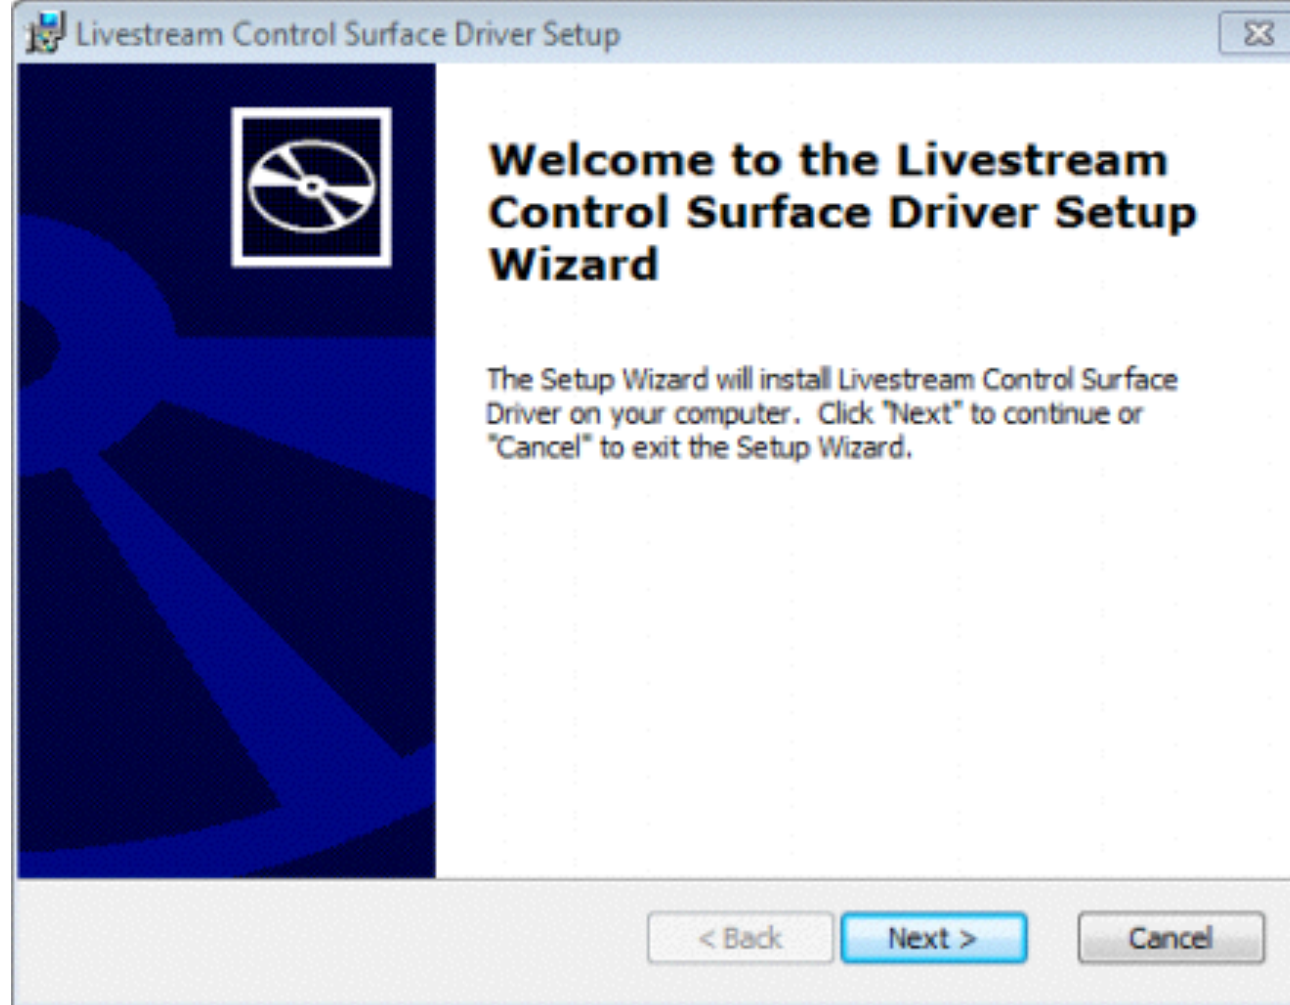 Livestream Control Surface Driver Setup
Welcome to the Livestream
Control Surface Driver Setup
Wizard
The Setup Wizard will install Livestream Control Surface
Driver on your computer.  Click "Next" to continue or
"Cancel" to exit the Setup Wizard.
< Back Next > Cancel